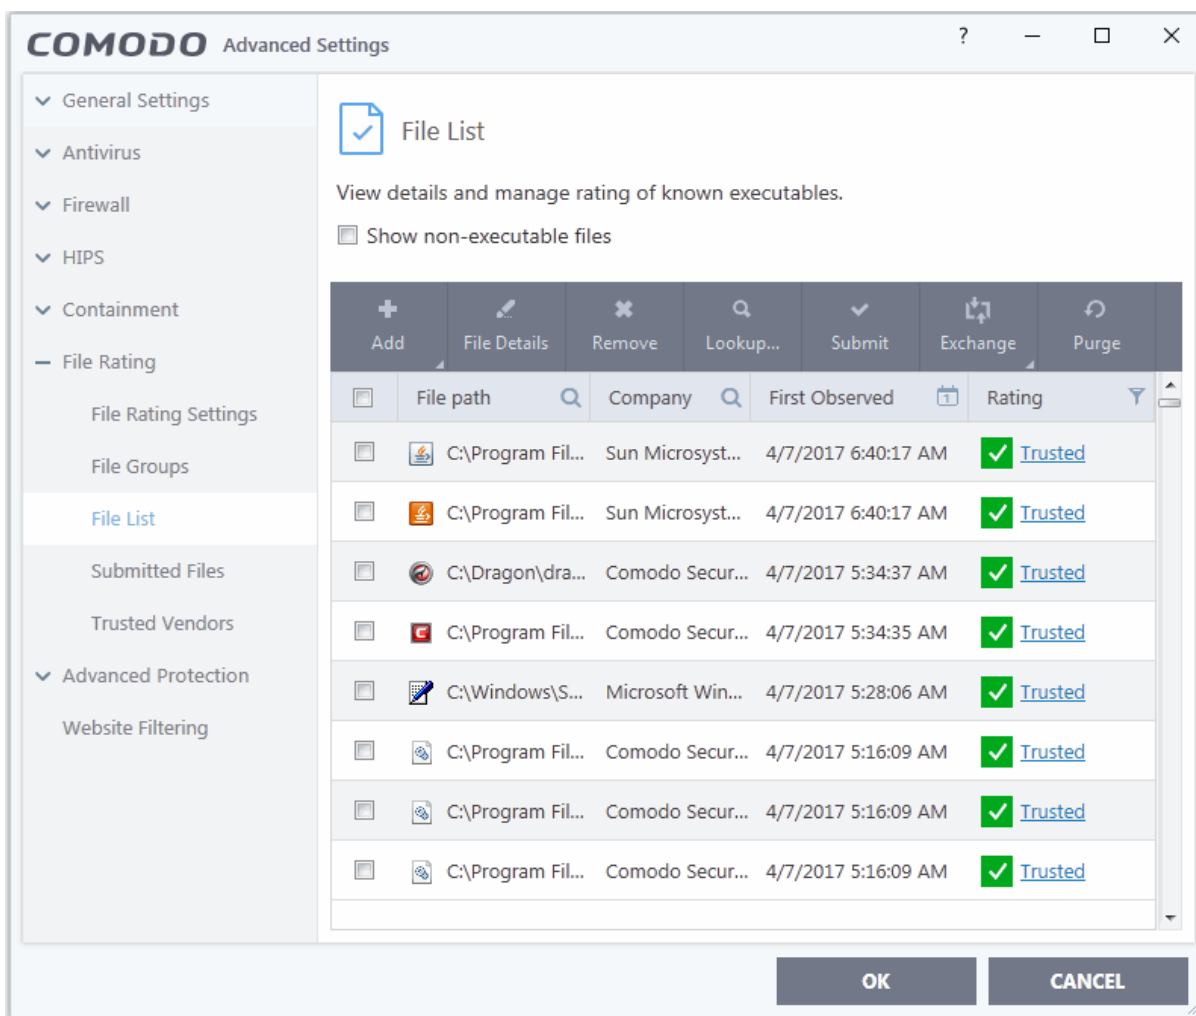 COMODO Advanced Settings ?
General Settings
Antivirus
Firewall
HIPS
Containment
File Rating
File Rating Settings
File Groups
File List
Submitted Files
Trusted Vendors
Advanced Protection
Website Filtering
File List
View details and manage rating of known executables.
Show non-executable files
Add File Details Remove Lookup... Submit Exchange Purge
File path Company First Observed 1 Rating
C:\Program Fil... Sun Microsyst... 4/7/2017 6:40:17 AM Trusted
C:\Program Fil... Sun Microsyst... 4/7/2017 6:40:17 AM Trusted
C:\Dragon\dra... Comodo Secur... 4/7/2017 5:34:37 AM Trusted
C:\Program Fil... Comodo Secur... 4/7/2017 5:34:35 AM Trusted
C:\Windows\S... Microsoft Win... 4/7/2017 5:28:06 AM Trusted
C:\Program Fil... Comodo Secur... 4/7/2017 5:16:09 AM Trusted
C:\Program Fil... Comodo Secur... 4/7/2017 5:16:09 AM Trusted
C:\Program Fil... Comodo Secur... 4/7/2017 5:16:09 AM Trusted
OK CANCEL